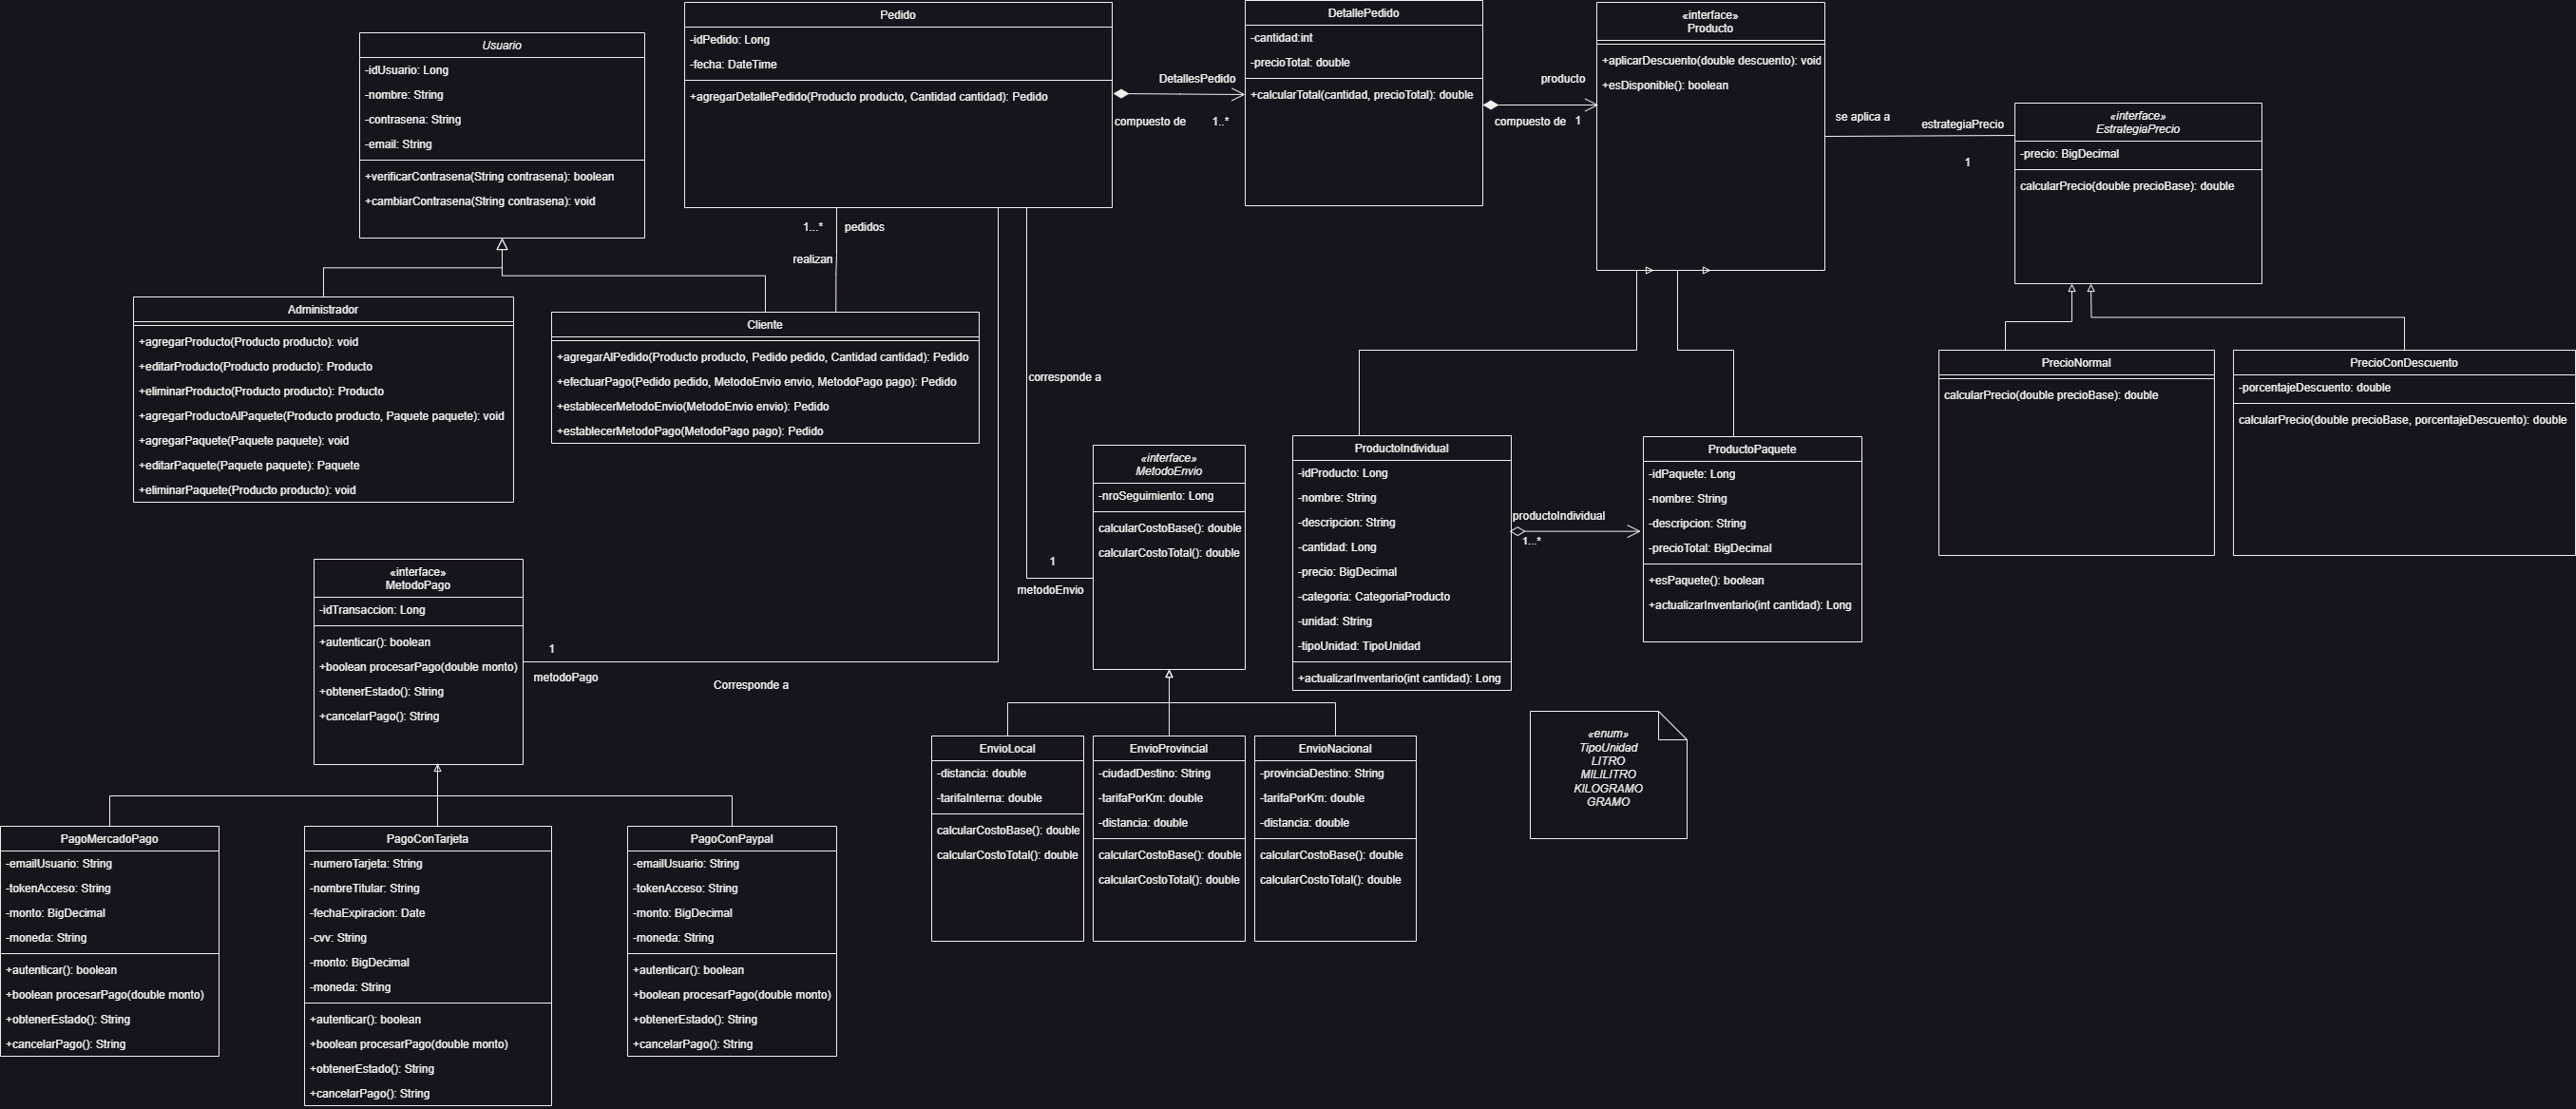 Usuario
-idUsuario: Long
-nombre: String
-contrasena: String
-email: String
+verificarContrasena(String contrasena): boolean
+cambiarContrasena(String contrasena): void
Pedido
-idPedido: Long
-fecha: DateTime
+agregarDetallePedido(Producto producto, Cantidad cantidad): Pedido
DetallesPedido
compuesto de
1..*
DetallePedido
-cantidad:int
-precioTotal: double
+calcularTotal(cantidad, precioTotal): double
producto
compuesto de
1
«interface»
Producto
+aplicarDescuento(double descuento): void
+esDisponible(): boolean
se aplica a
estrategiaPrecio
1
«interface»
EstrategiaPrecio
-precio: BigDecimal
calcularPrecio(double precioBase): double
1...*
pedidos
realizan
Administrador
+agregarProducto(Producto producto): void
+editarProducto(Producto producto): Producto
+eliminarProducto(Producto producto): Producto
+agregarProductoAlPaquete(Producto producto, Paquete paquete): void
+agregarPaquete(Paquete paquete): void
+editarPaquete(Paquete paquete): Paquete
+eliminarPaquete(Producto producto): void
Cliente
+agregarAlPedido(Producto producto, Pedido pedido, Cantidad cantidad): Pedido
+efectuarPago(Pedido pedido, MetodoEnvio envio, MetodoPago pago): Pedido
+establecerMetodoEnvio(MetodoEnvio envio): Pedido
+establecerMetodoPago(MetodoPago pago): Pedido
corresponde a
1
metodoEnvio
«interface»
MetodoEnvio
-nroSeguimiento: Long
calcularCostoBase(): double
calcularCostoTotal(): double
ProductoIndividual
-idProducto: Long
-nombre: String
-descripcion: String
-cantidad: Long
-precio: BigDecimal
-categoria: CategoriaProducto
-unidad: String
-tipoUnidad: TipoUnidad
+actualizarInventario(int cantidad): Long
productoIndividual
1...*
ProductoPaquete
-idPaquete: Long
-nombre: String
-descripcion: String
-precioTotal: BigDecimal
+esPaquete(): boolean
+actualizarInventario(int cantidad): Long
PrecioNormal
calcularPrecio(double precioBase): double
PrecioConDescuento
-porcentajeDescuento: double
calcularPrecio(double precioBase, porcentajeDescuento): double
«interface»
MetodoPago
-idTransaccion: Long
+autenticar(): boolean
+boolean procesarPago(double monto)
+obtenerEstado(): String
+cancelarPago(): String
1
metodoPago
Corresponde a
EnvioLocal
-distancia: double
-tarifaInterna: double
calcularCostoBase(): double
calcularCostoTotal(): double
EnvioProvincial
-ciudadDestino: String
-tarifaPorKm: double
-distancia: double
calcularCostoBase(): double
calcularCostoTotal(): double
EnvioNacional
-provinciaDestino: String
-tarifaPorKm: double
-distancia: double
calcularCostoBase(): double
calcularCostoTotal(): double
«enum»
TipoUnidad
LITRO
MILILITRO
KILOGRAMO
GRAMO
PagoMercadoPago
-emailUsuario: String
-tokenAcceso: String
-monto: BigDecimal
-moneda: String
+autenticar(): boolean
+boolean procesarPago(double monto)
+obtenerEstado(): String
+cancelarPago(): String
PagoConTarjeta
-numeroTarjeta: String
-nombreTitular: String
-fechaExpiracion: Date
-cvv: String
-monto: BigDecimal
-moneda: String
+autenticar(): boolean
+boolean procesarPago(double monto)
+obtenerEstado(): String
+cancelarPago(): String
PagoConPaypal
-emailUsuario: String
-tokenAcceso: String
-monto: BigDecimal
-moneda: String
+autenticar(): boolean
+boolean procesarPago(double monto)
+obtenerEstado(): String
+cancelarPago(): String